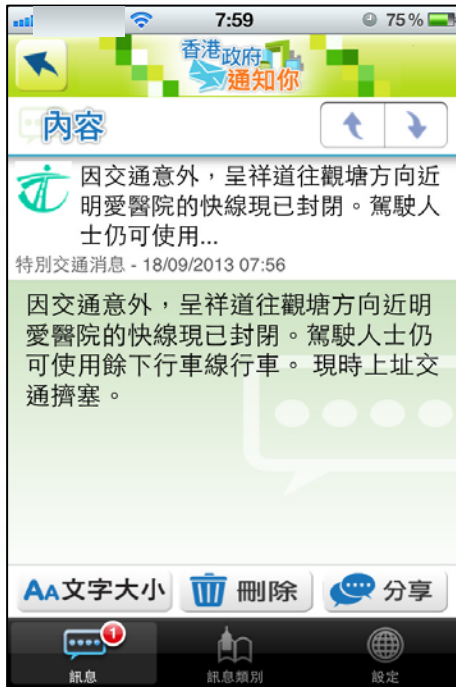 7:59
75%
香港政府
通知你
內容
因交通意外，呈祥道往觀塘方向近
明愛醫院的快線現已封閉。駕駛人
士仍可使用...
特別交通消息 - 18/09/2013 07:56
因交通意外，呈祥道往觀塘方向近明
愛醫院的快線現已封閉。駕駛人士仍
可使用餘下行車線行車。 現時上址交
通擠塞。
AA文字大小
刪除
分享
1
訊息
訊息類別
設定